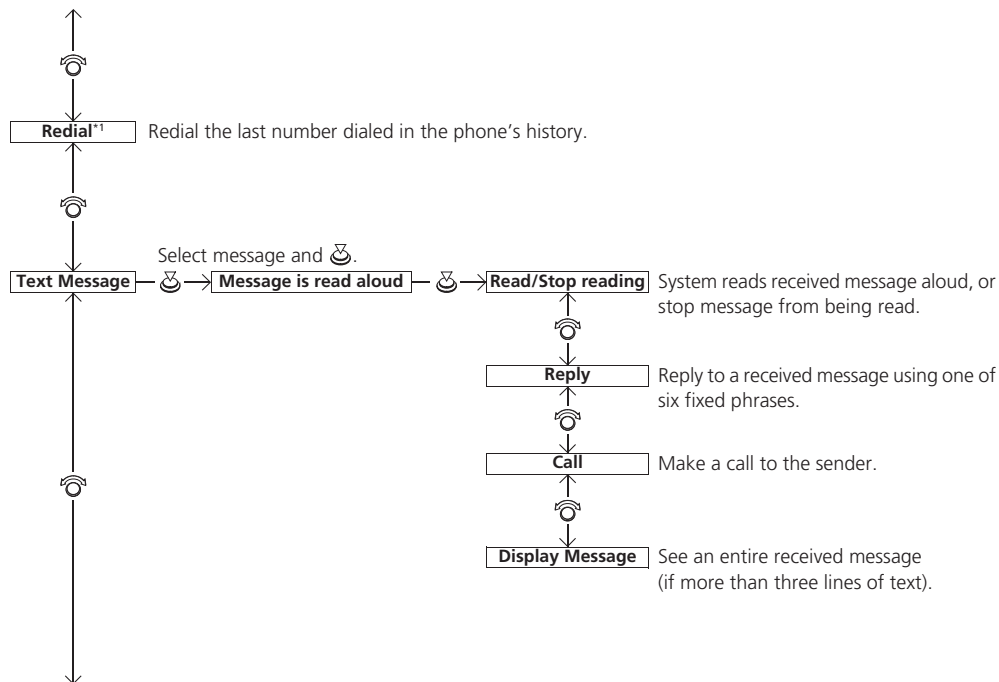 Redial*1 Redial the last number dialed in the phone's history.
Select message and .
Text Message Message is read aloud Read/Stop reading System reads received message aloud, or
stop message from being read.
Reply Reply to a received message using one of
six fixed phrases.
Call Make a call to the sender.
Display Message See an entire received message
(if more than three lines of text).